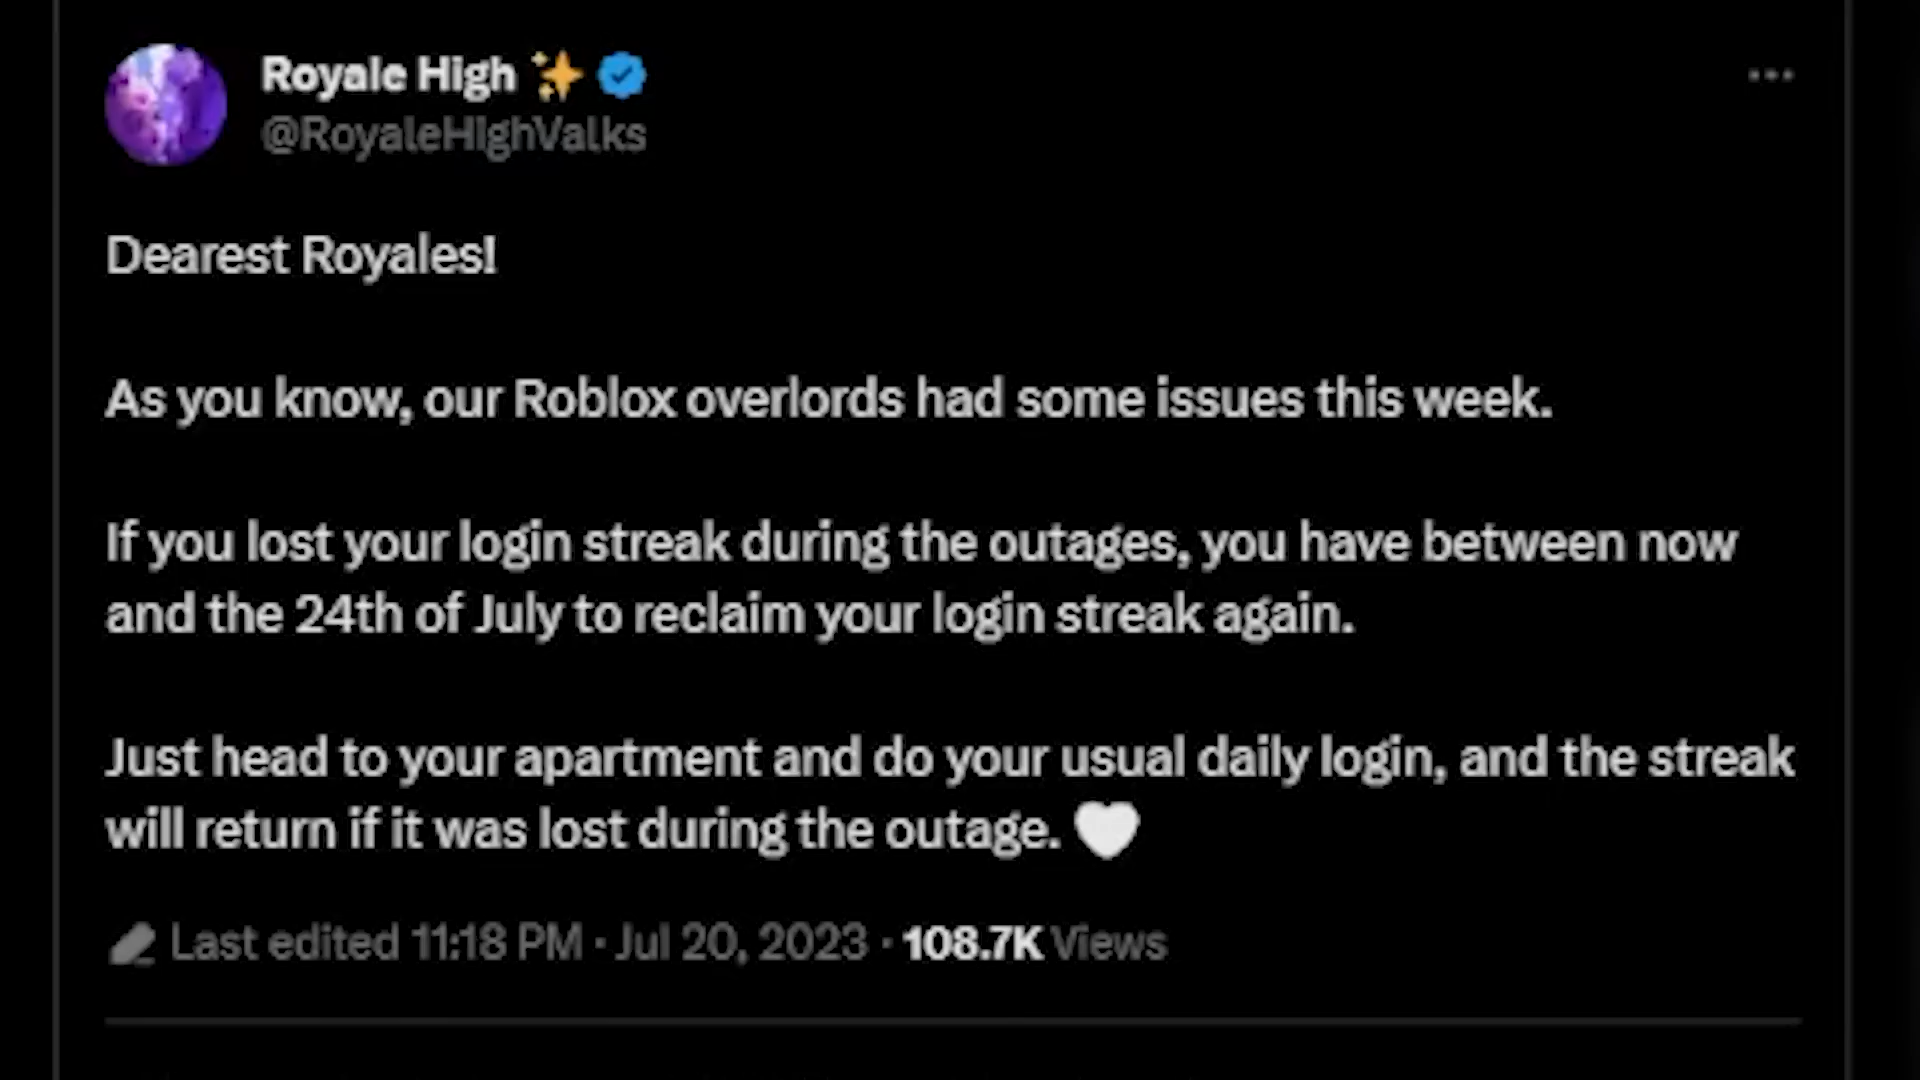 Royale High ✨
@RoyaleHighValks
Dearest Royales!
As you know, our Roblox overlords had some issues this week.
If you lost your login streak during the outages, you have between now
and the 24th of July to reclaim your login streak again.
Just head to your apartment and do your usual daily login, and the streak
will return if it was lost during the outage. 🤍
Last edited 11:18 PM · Jul 20, 2023 · 108.7K Views